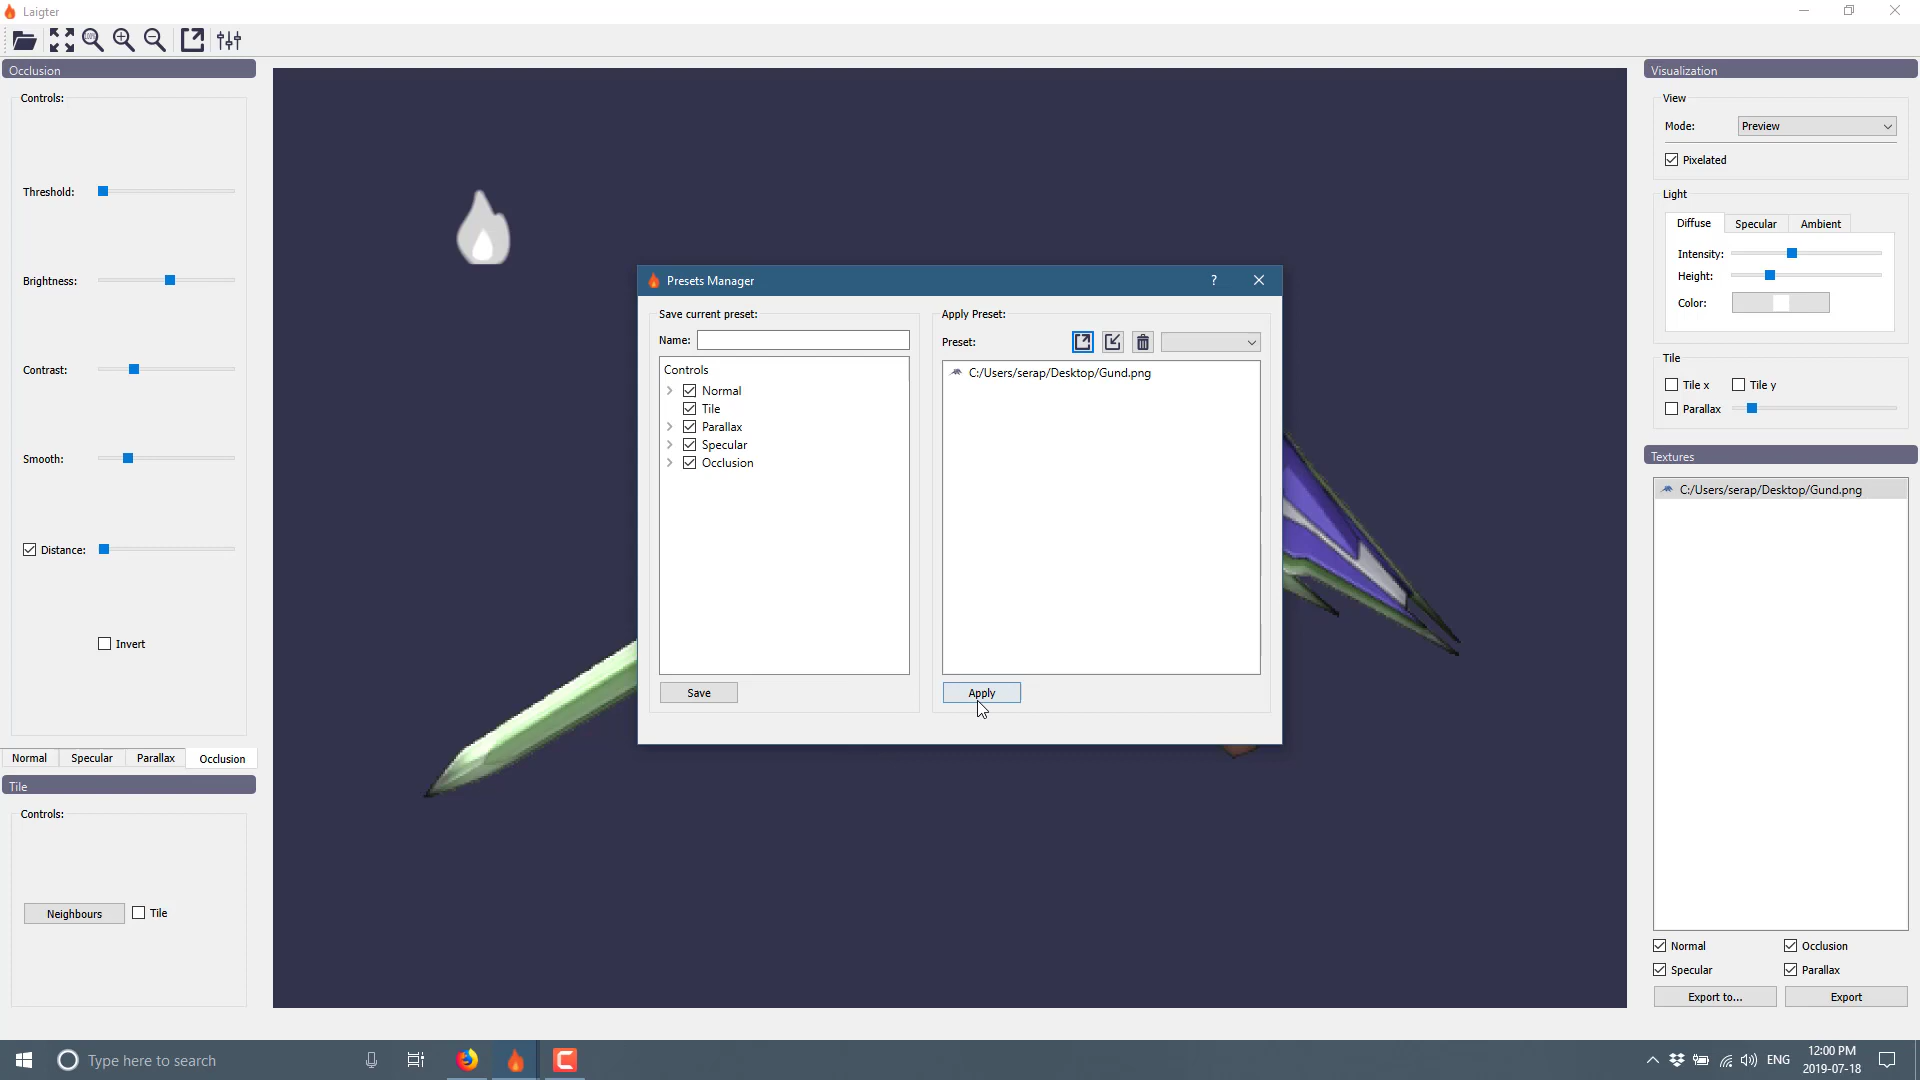 Laigter
Occlusion
Controls:
Threshold:
Brightness:
Contrast:
Smooth:
Distance:
Invert
Normal
Specular
Parallax
Occlusion
Tile
Controls:
Neighbours
Tile
Presets Manager
?
Save current preset:
Name:
Controls
Normal
Tile
Parallax
Specular
Occlusion
Save
Apply Preset:
Preset:
C:/Users/serap/Desktop/Gund.png
Apply
Visualization
View
Mode:
Preview
Pixelated
Light
Diffuse
Specular
Ambient
Intensity:
Height:
Color:
Tile
Tile x
Tile y
Parallax
Textures
C:/Users/serap/Desktop/Gund.png
Normal
Occlusion
Specular
Parallax
Export to...
Export
Type here to search
ENG
12:00 PM
2019-07-18